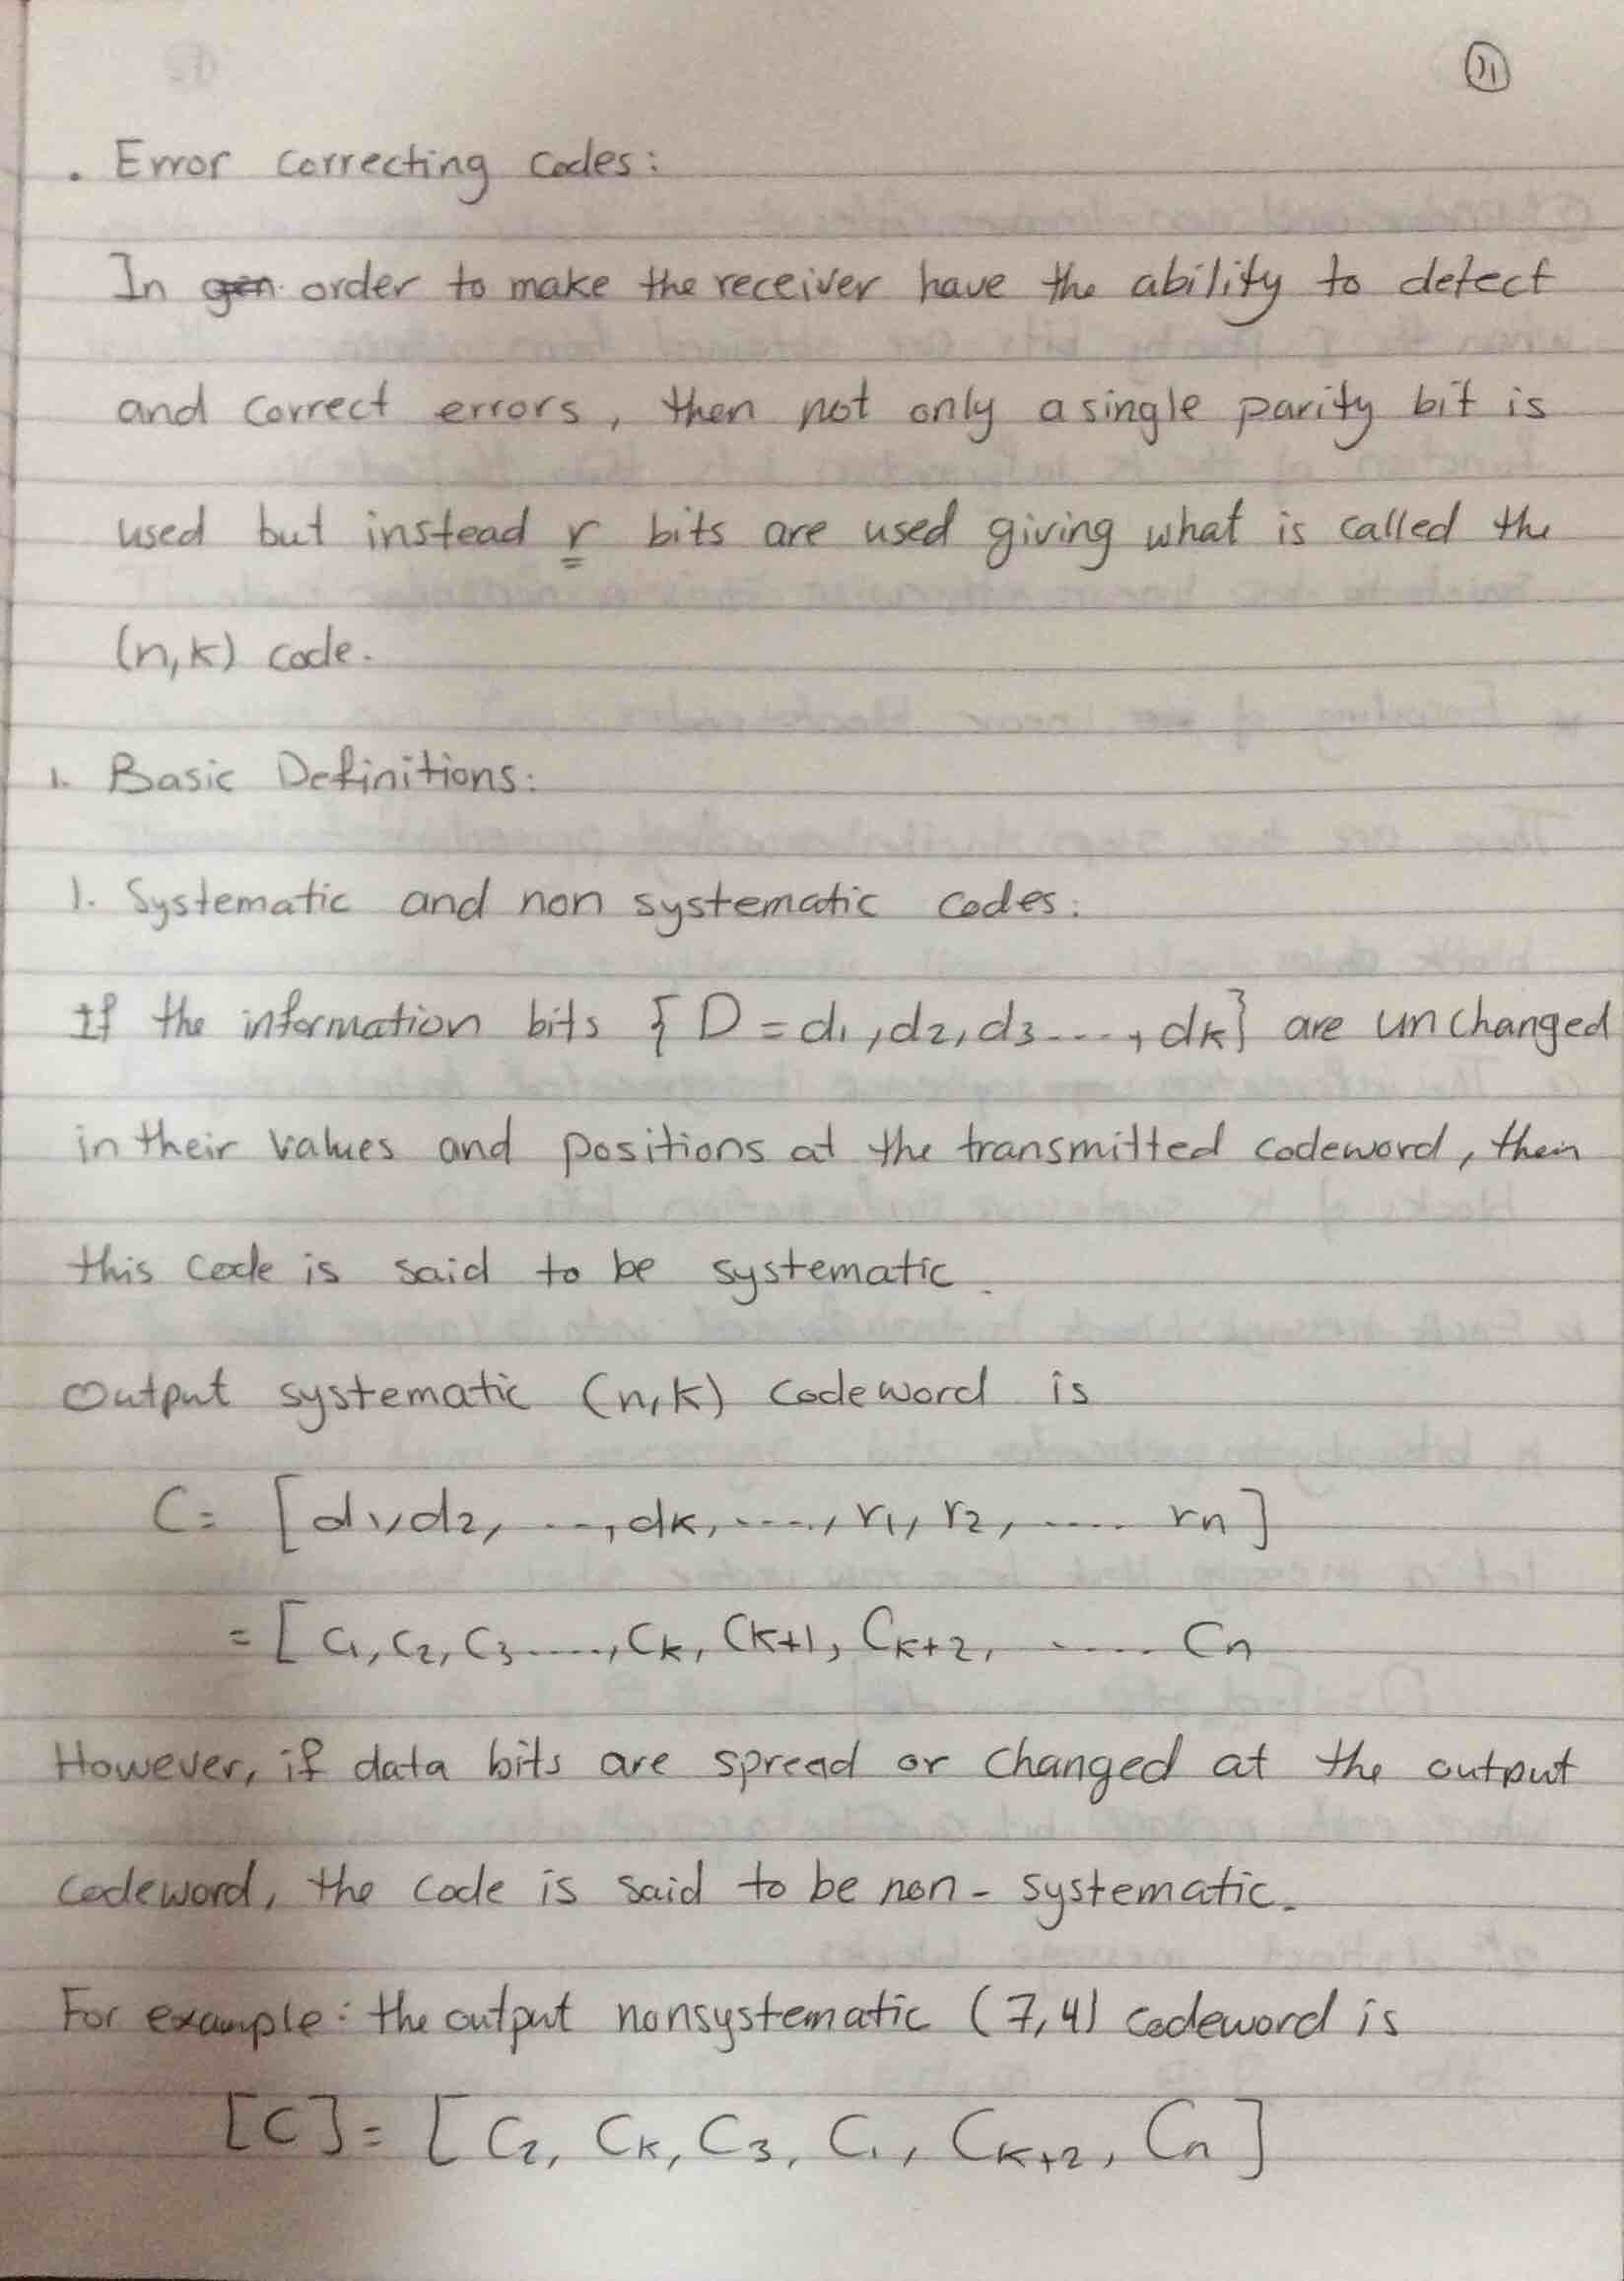 . Error correcting codes:
In order to make the receiver have the ability to detect
and correct errors, then not only a single parity bit is
used but instead r bits are used giving what is called the
(n,k) code.
1. Basic Definitions:
1. Systematic and non systematic codes:
If the information bits { D = d1, d2, d3 ..., dk} are unchanged
in their values and positions at the transmitted codeword, then
this code is said to be systematic.
Output systematic (n,k) codeword is
C= [d1, d2, ..., dk, ...., r1, r2, .... rn]
= [C1, C2, C3 ...., Ck, Ck+1, Ck+2, ..... Cn
However, if data bits are spread or changed at the output
codeword, the code is said to be non - systematic.
For example: the output nonsystematic (7,4) codeword is
[C] = [C2, Ck, C3, C1, Ck+2, Cn]